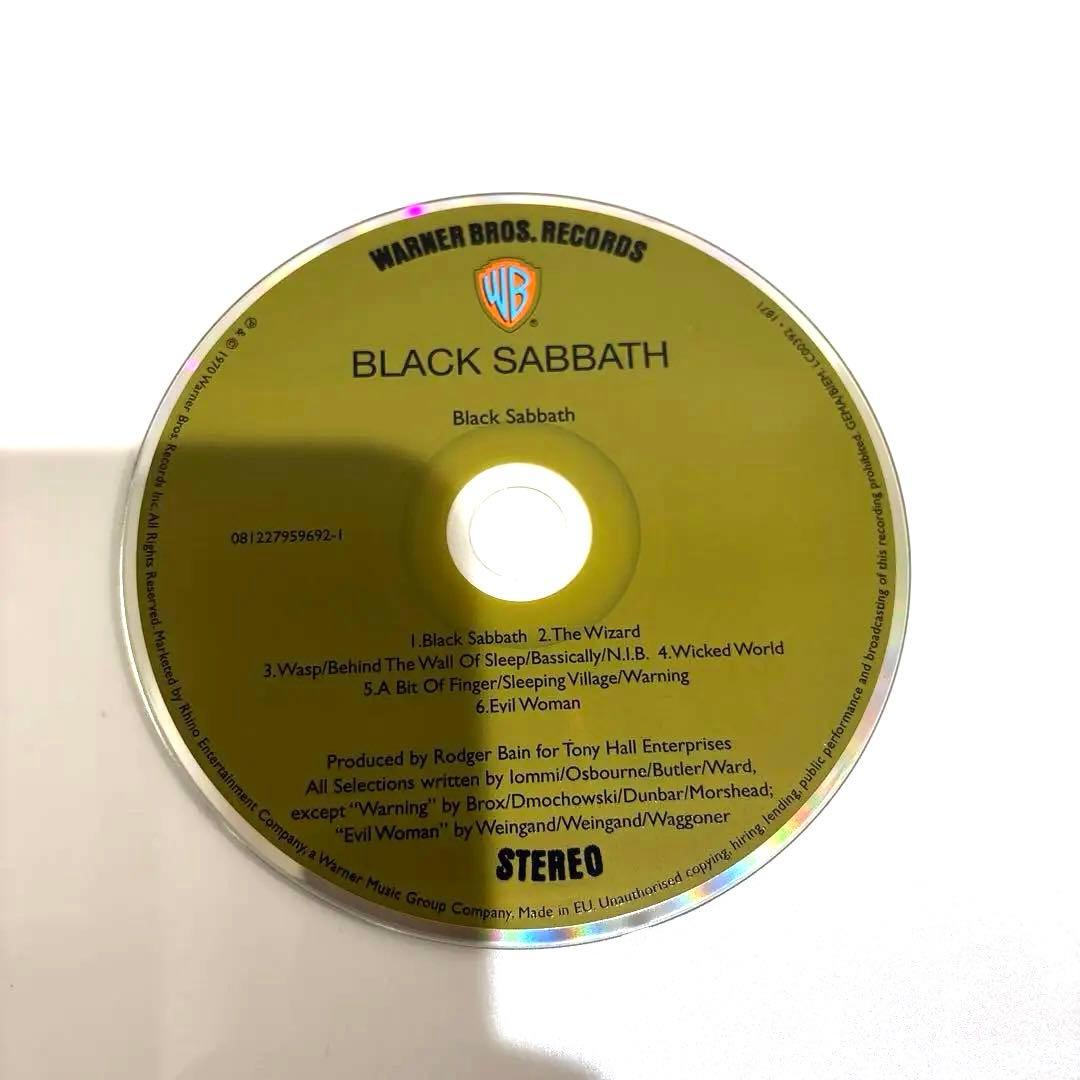 WARNER BROS. RECORDS
WB
®
BLACK SABBATH
Black Sabbath
081227959692-1
1.Black Sabbath 2.The Wizard
3.Wasp/Behind The Wall Of Sleep/Bassically/N.I.B. 4.Wicked World
5.A Bit Of Finger/Sleeping Village/Warning
6.Evil Woman
Produced by Rodger Bain for Tony Hall Enterprises
All Selections written by Iommi/Osbourne/Butler/Ward,
except "Warning" by Brox/Dmochowski/Dunbar/Morshead;
"Evil Woman" by Weingand/Weingand/Waggoner
STEREO
℗ & © 1970 Warner Bros. Records Inc. All Rights Reserved. Marketed by Rhino Entertainment Company, a Warner Music Group Company. Made in EU. Unauthorised copying, hiring, lending, public performance and broadcasting of this recording prohibited. GEMA/BIEM. LC00392 • 1871